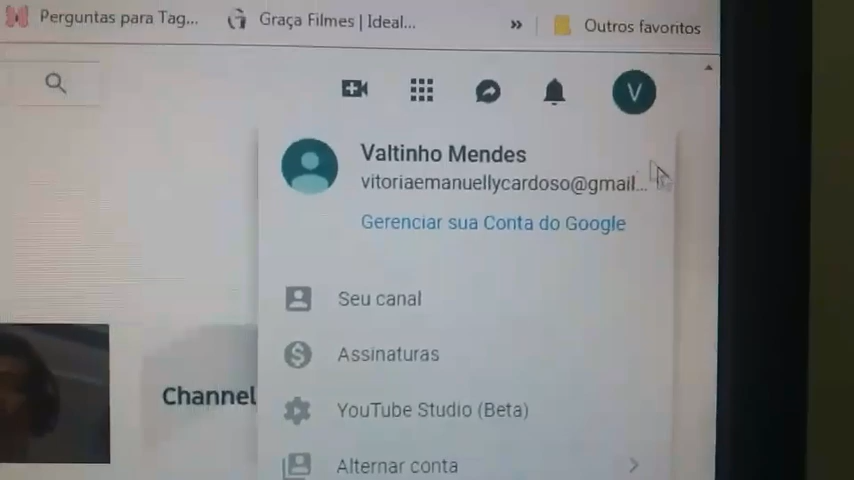 Perguntas para Tag...
Graça Filmes | Ideal...
»
Outros favoritos
V
Valtinho Mendes
vitoriaemanuellycardoso@gmail...
Gerenciar sua Conta do Google
Seu canal
Assinaturas
Channel
YouTube Studio (Beta)
Alternar conta